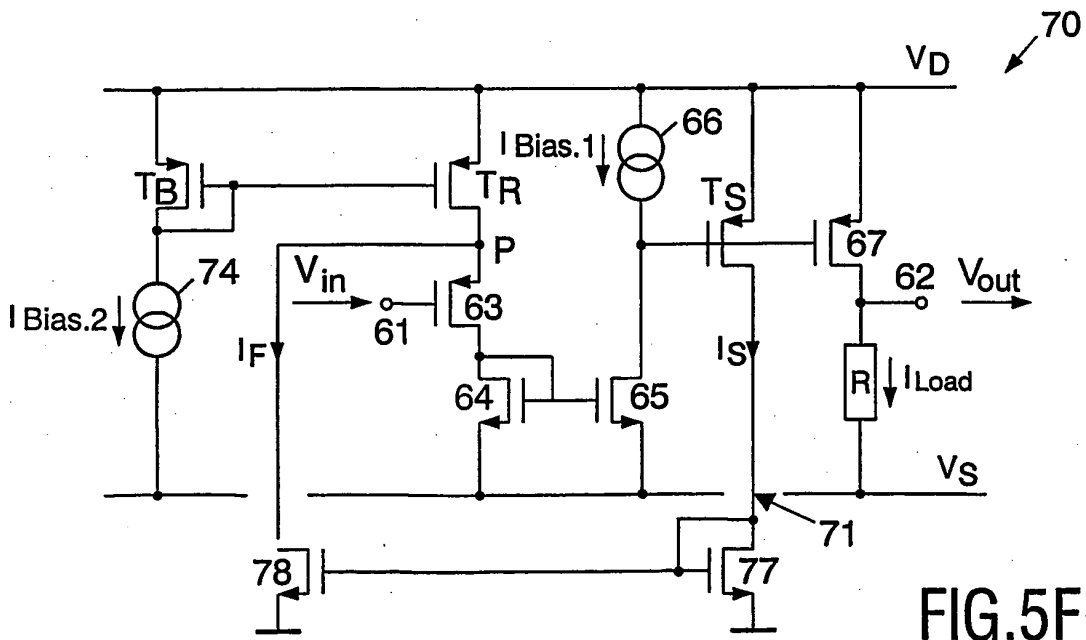 70
V_D
66
I Bias.1
T_B
T_R
T_S
67
P
74
V_in
62
V_out
I Bias.2
61
63
I_F
I_S
R
I_Load
64
65
V_S
71
78
77
FIG.5F